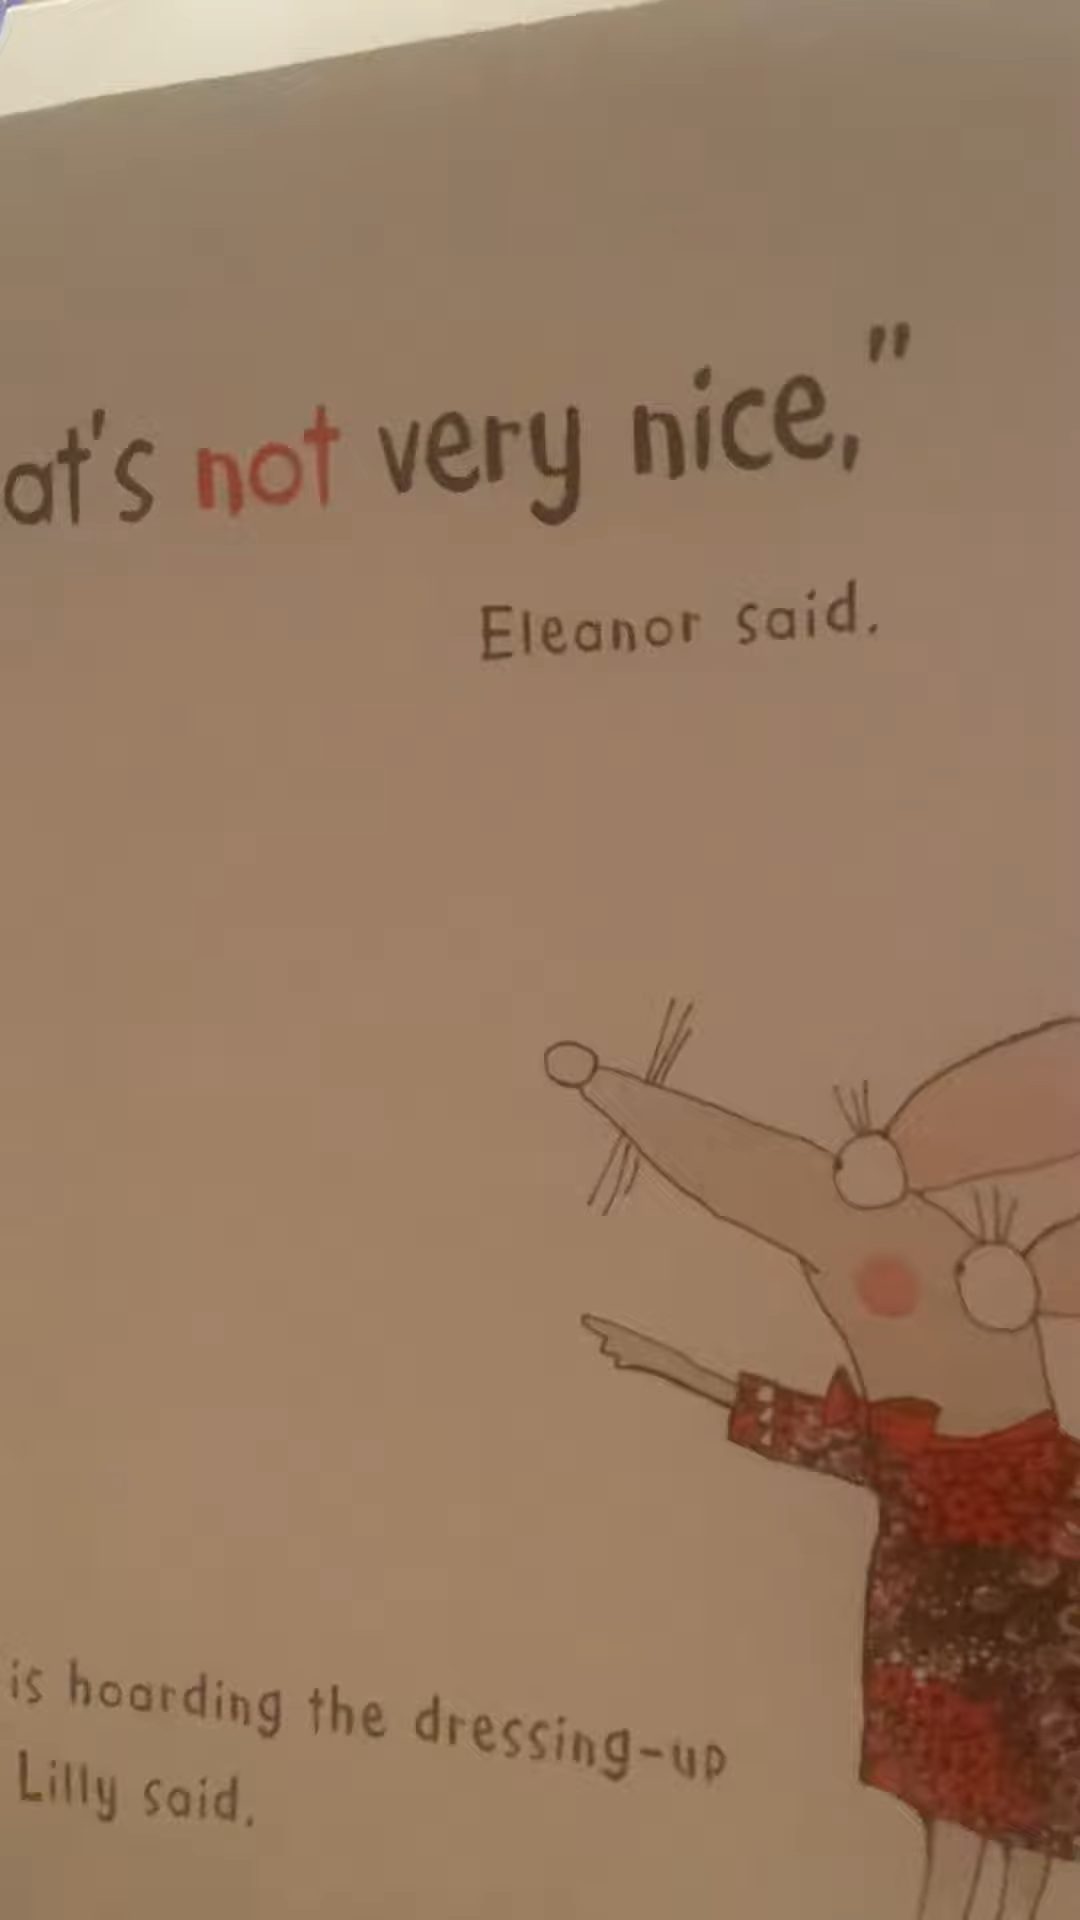 at's not very nice,"
Eleanor said.
is hoarding the dressing-up
Lilly said.